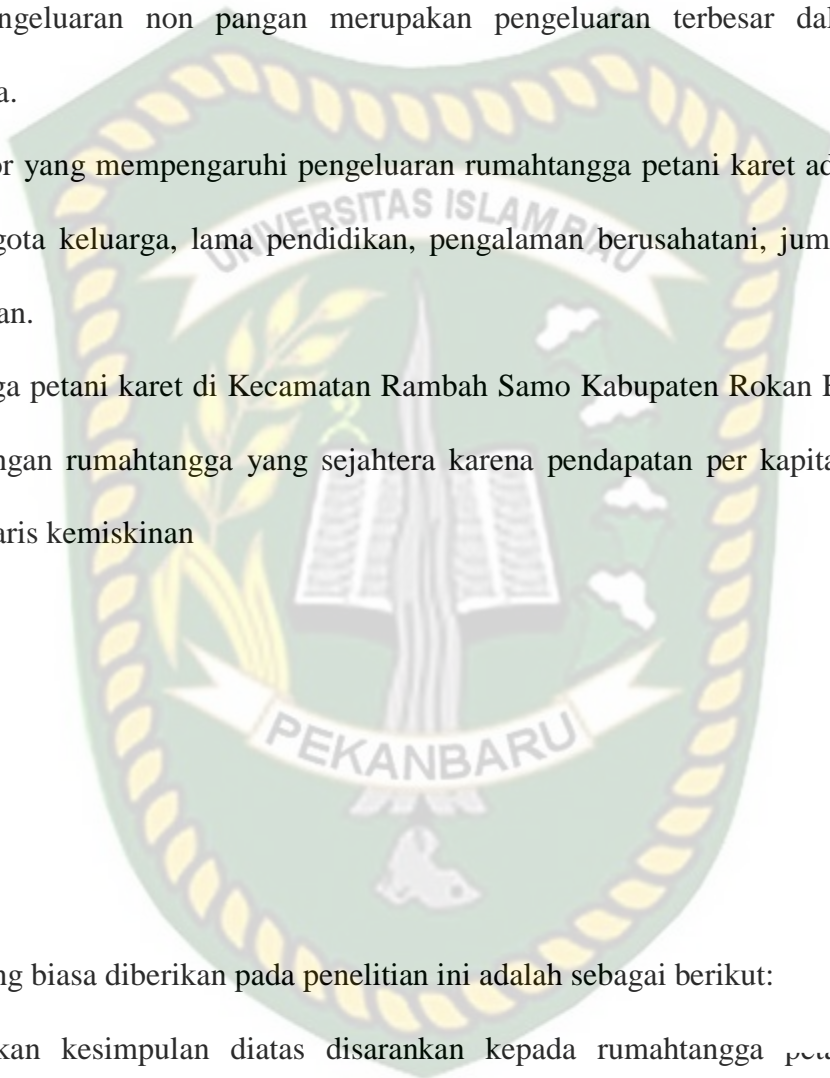 ngeluaran non pangan merupakan pengeluaran terbesar dal
a.
or yang mempengaruhi pengeluaran rumahtangga petani karet ad
gota keluarga, lama pendidikan, pengalaman berusahatani, jum
an.
ga petani karet di Kecamatan Rambah Samo Kabupaten Rokan
ngan rumahtangga yang sejahtera karena pendapatan per kapita
aris kemiskinan
UNIVERSITAS ISLAM RIAU
PEKANBARU
ng biasa diberikan pada penelitian ini adalah sebagai berikut:
kan kesimpulan diatas disarankan kepada rumahtangga